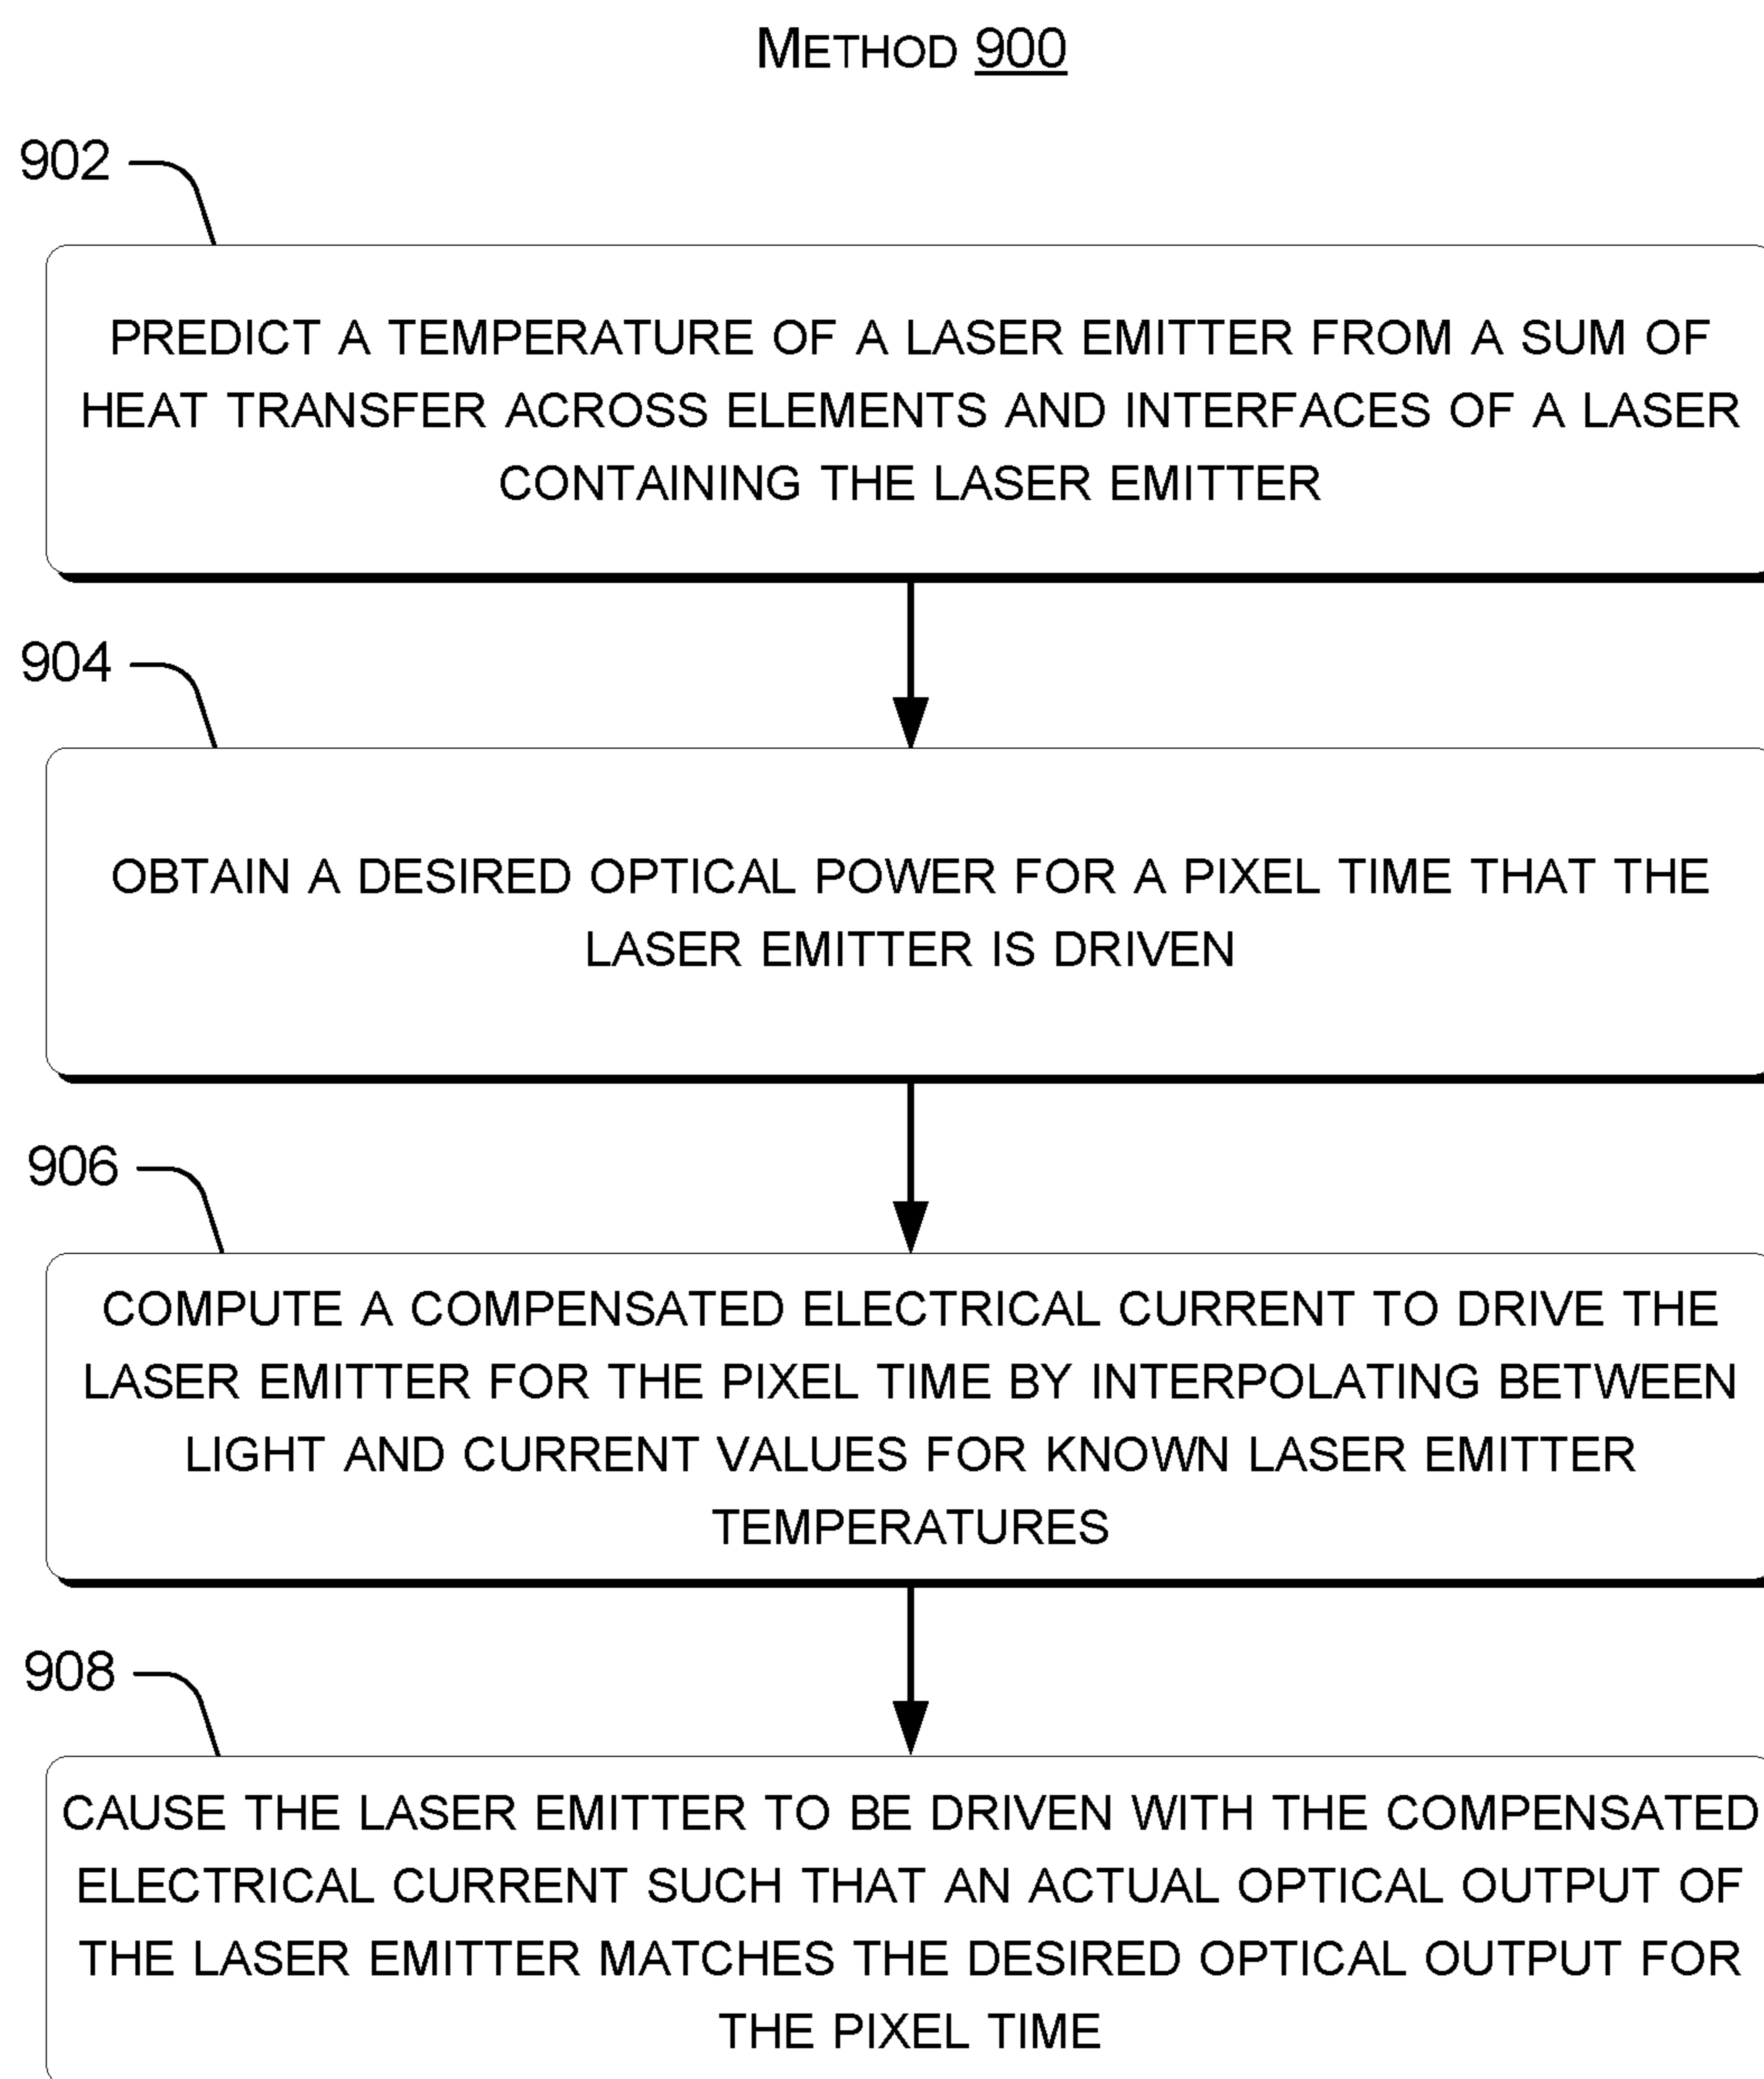 METHOD 900
902
PREDICT A TEMPERATURE OF A LASER EMITTER FROM A SUM OF
HEAT TRANSFER ACROSS ELEMENTS AND INTERFACES OF A LASER
CONTAINING THE LASER EMITTER
904
OBTAIN A DESIRED OPTICAL POWER FOR A PIXEL TIME THAT THE
LASER EMITTER IS DRIVEN
906
COMPUTE A COMPENSATED ELECTRICAL CURRENT TO DRIVE THE
LASER EMITTER FOR THE PIXEL TIME BY INTERPOLATING BETWEEN
LIGHT AND CURRENT VALUES FOR KNOWN LASER EMITTER
TEMPERATURES
908
CAUSE THE LASER EMITTER TO BE DRIVEN WITH THE COMPENSATED
ELECTRICAL CURRENT SUCH THAT AN ACTUAL OPTICAL OUTPUT OF
THE LASER EMITTER MATCHES THE DESIRED OPTICAL OUTPUT FOR
THE PIXEL TIME